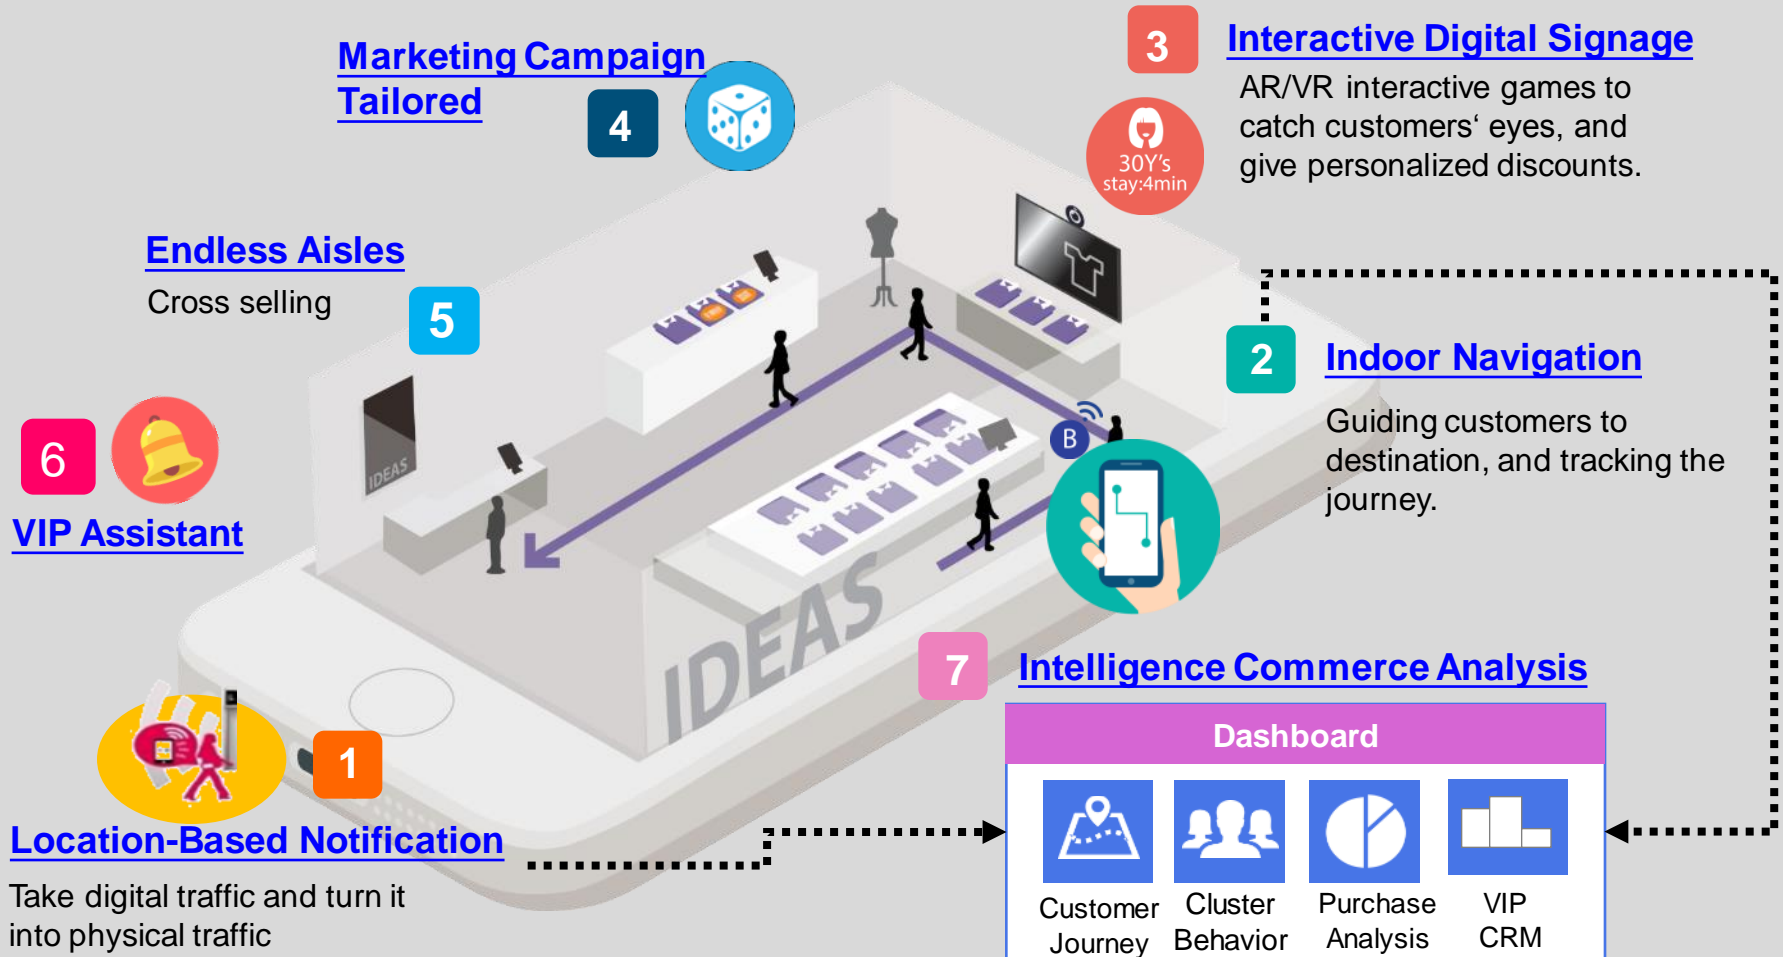 Marketing Campaign
Tailored
4
3
Interactive Digital Signage
AR/VR interactive games to
catch customers‘ eyes, and
give personalized discounts.
30Y's
stay:4min
Endless Aisles
Cross selling
5
2
Indoor Navigation
Guiding customers to
destination, and tracking the
journey.
B
6
VIP Assistant
IDEAS
IDEAS
7
Intelligence Commerce Analysis
Dashboard
Customer
Journey
Cluster
Behavior
Purchase
Analysis
VIP
CRM
1
Location-Based Notification
Take digital traffic and turn it
into physical traffic